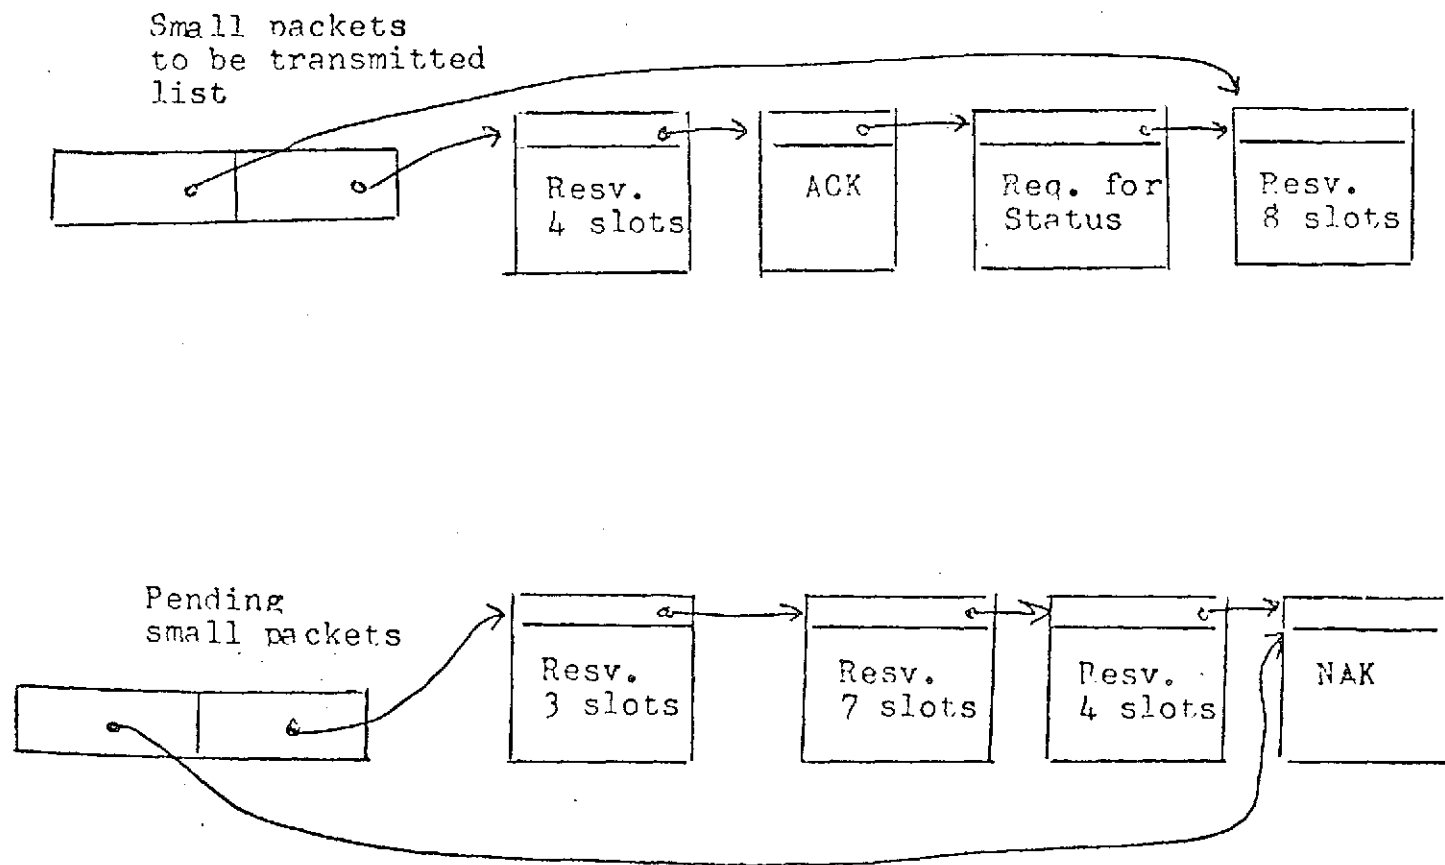 Small packets
to be transmitted
list
Resv.
4 slots
ACK
Req. for
Status
Resv.
8 slots
Pending
small packets
Resv.
3 slots
Resv.
7 slots
Resv.
4 slots
NAK